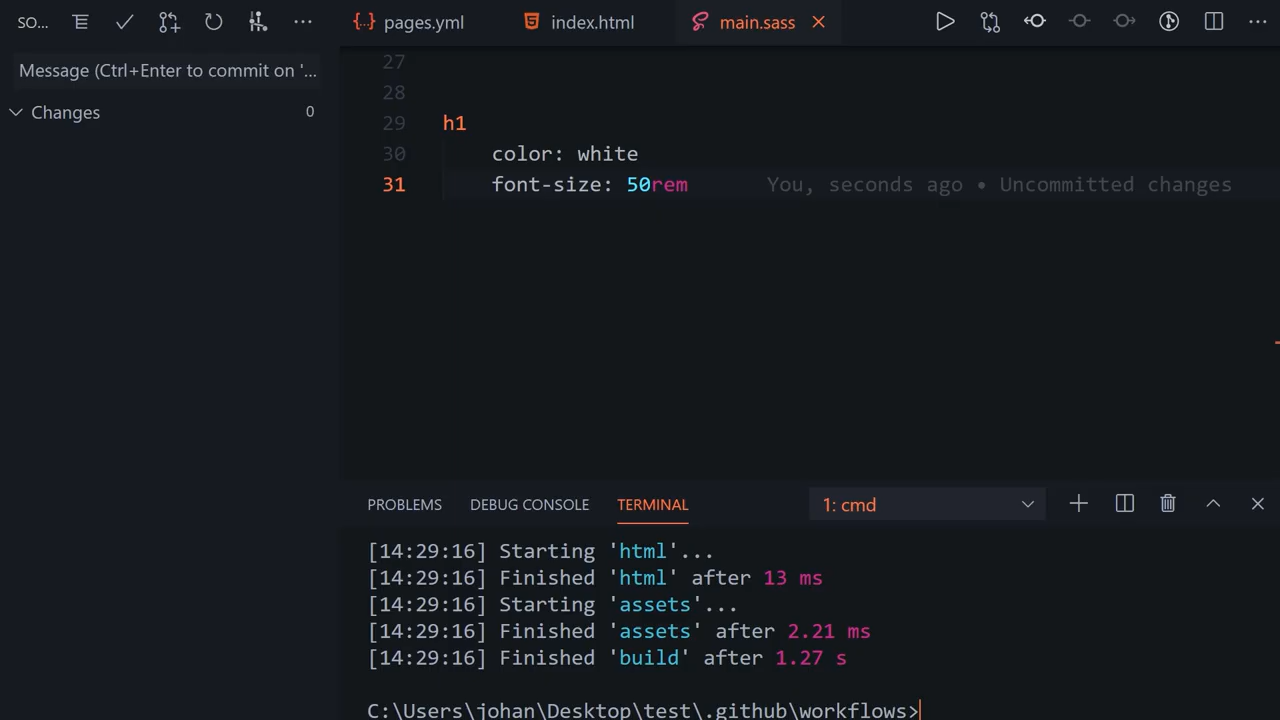 SO...
pages.yml
index.html
main.sass
Message (Ctrl+Enter to commit on '...
Changes 0
27
28
29 h1
30 color: white
31 font-size: 50rem You, seconds ago • Uncommitted changes
PROBLEMS DEBUG CONSOLE TERMINAL 1: cmd
[14:29:16] Starting 'html'...
[14:29:16] Finished 'html' after 13 ms
[14:29:16] Starting 'assets'...
[14:29:16] Finished 'assets' after 2.21 ms
[14:29:16] Finished 'build' after 1.27 s
C:\Users\johan\Desktop\test\.github\workflows>